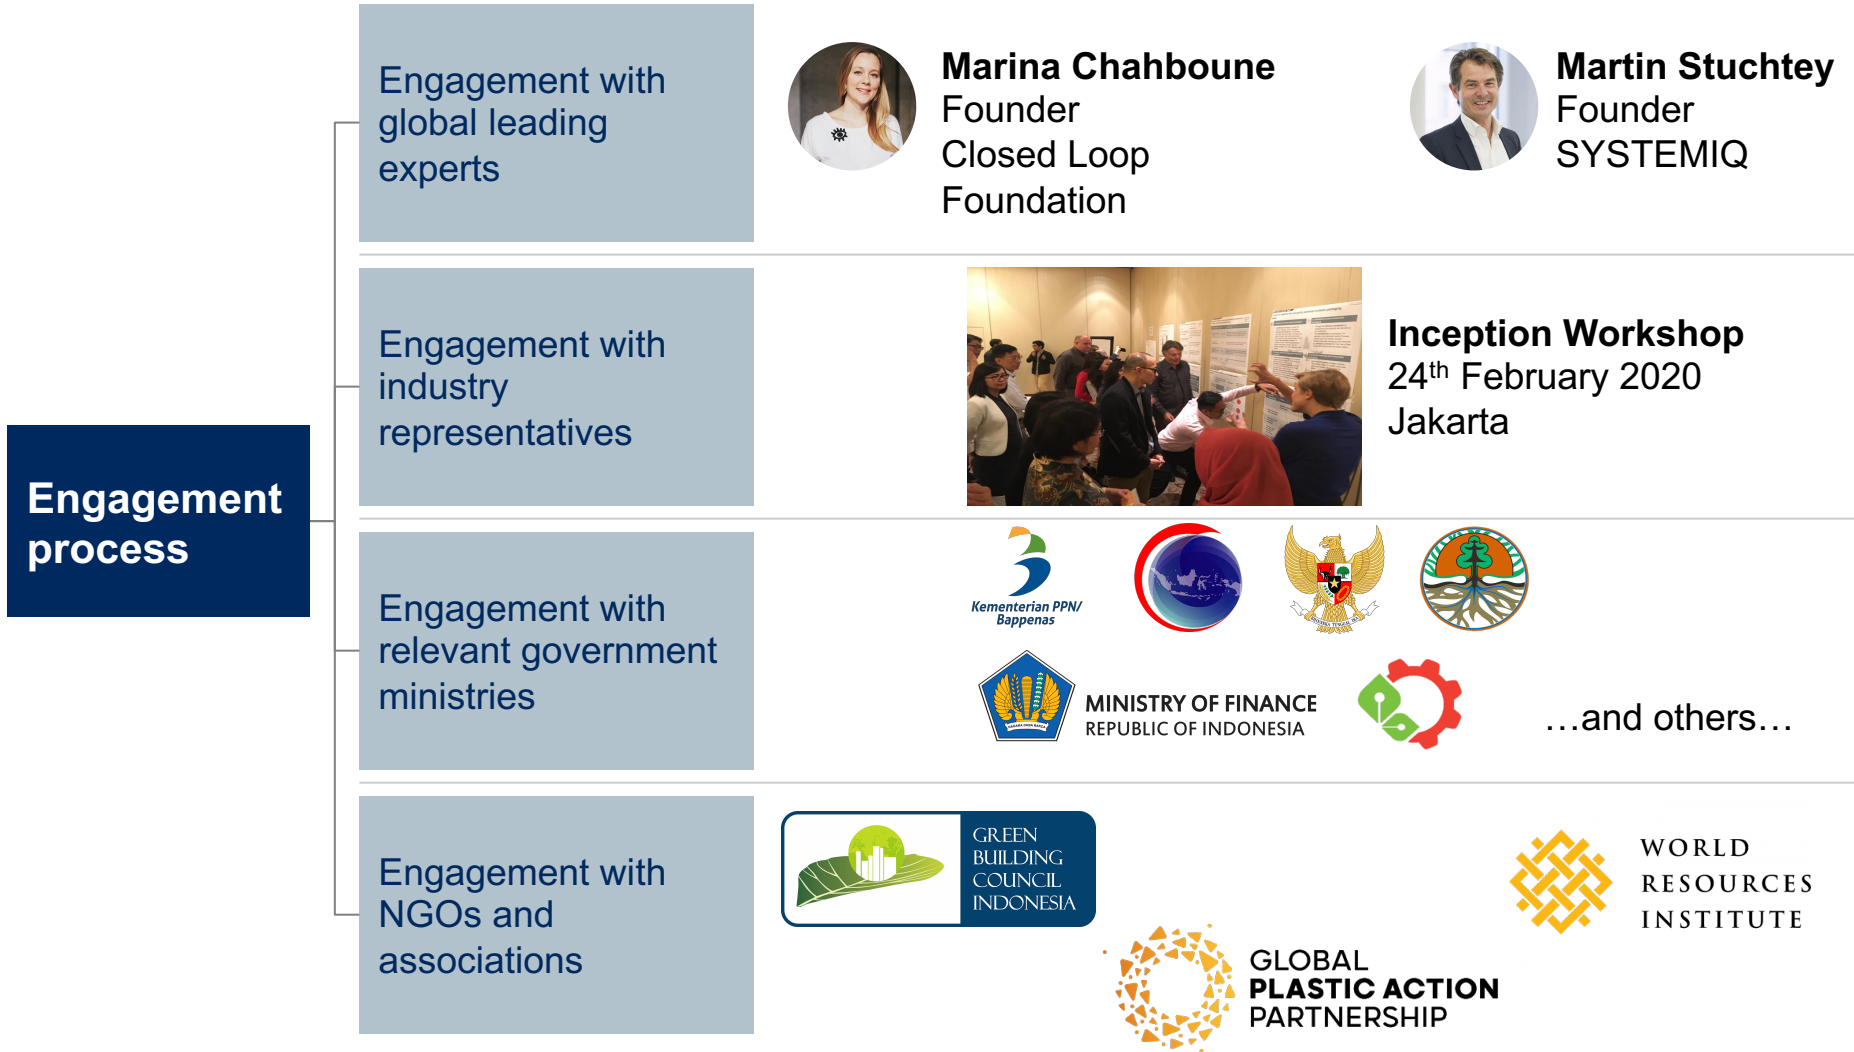 Engagement process
Engagement with
global leading
experts
Marina Chahboune
Founder
Closed Loop
Foundation
Martin Stuchtey
Founder
SYSTEMIQ
Engagement with
industry
representatives
Inception Workshop
24th February 2020
Jakarta
Engagement with
relevant government
ministries
Kementerian PPN/
Bappenas
MINISTRY OF FINANCE
REPUBLIC OF INDONESIA
…and others…
Engagement with
NGOs and
associations
GREEN
BUILDING
COUNCIL
INDONESIA
GLOBAL
PLASTIC ACTION
PARTNERSHIP
WORLD
RESOURCES
INSTITUTE